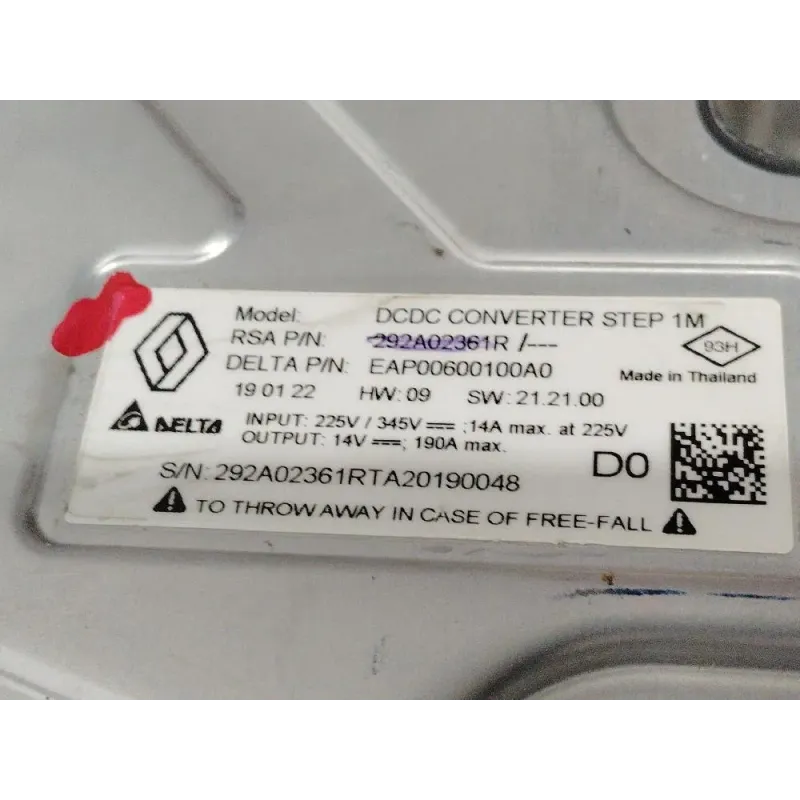 Model: DCDC CONVERTER STEP 1M
RSA P/N: 292A02361R /---
DELTA P/N: EAP00600100A0
93H
Made in Thailand
19 01 22 HW: 09 SW: 21.21.00
DELTA
INPUT: 225V / 345V ⎓ ;14A max. at 225V
OUTPUT: 14V ⎓; 190A max.
D0
S/N: 292A02361RTA20190048
⚠ TO THROW AWAY IN CASE OF FREE-FALL ⚠